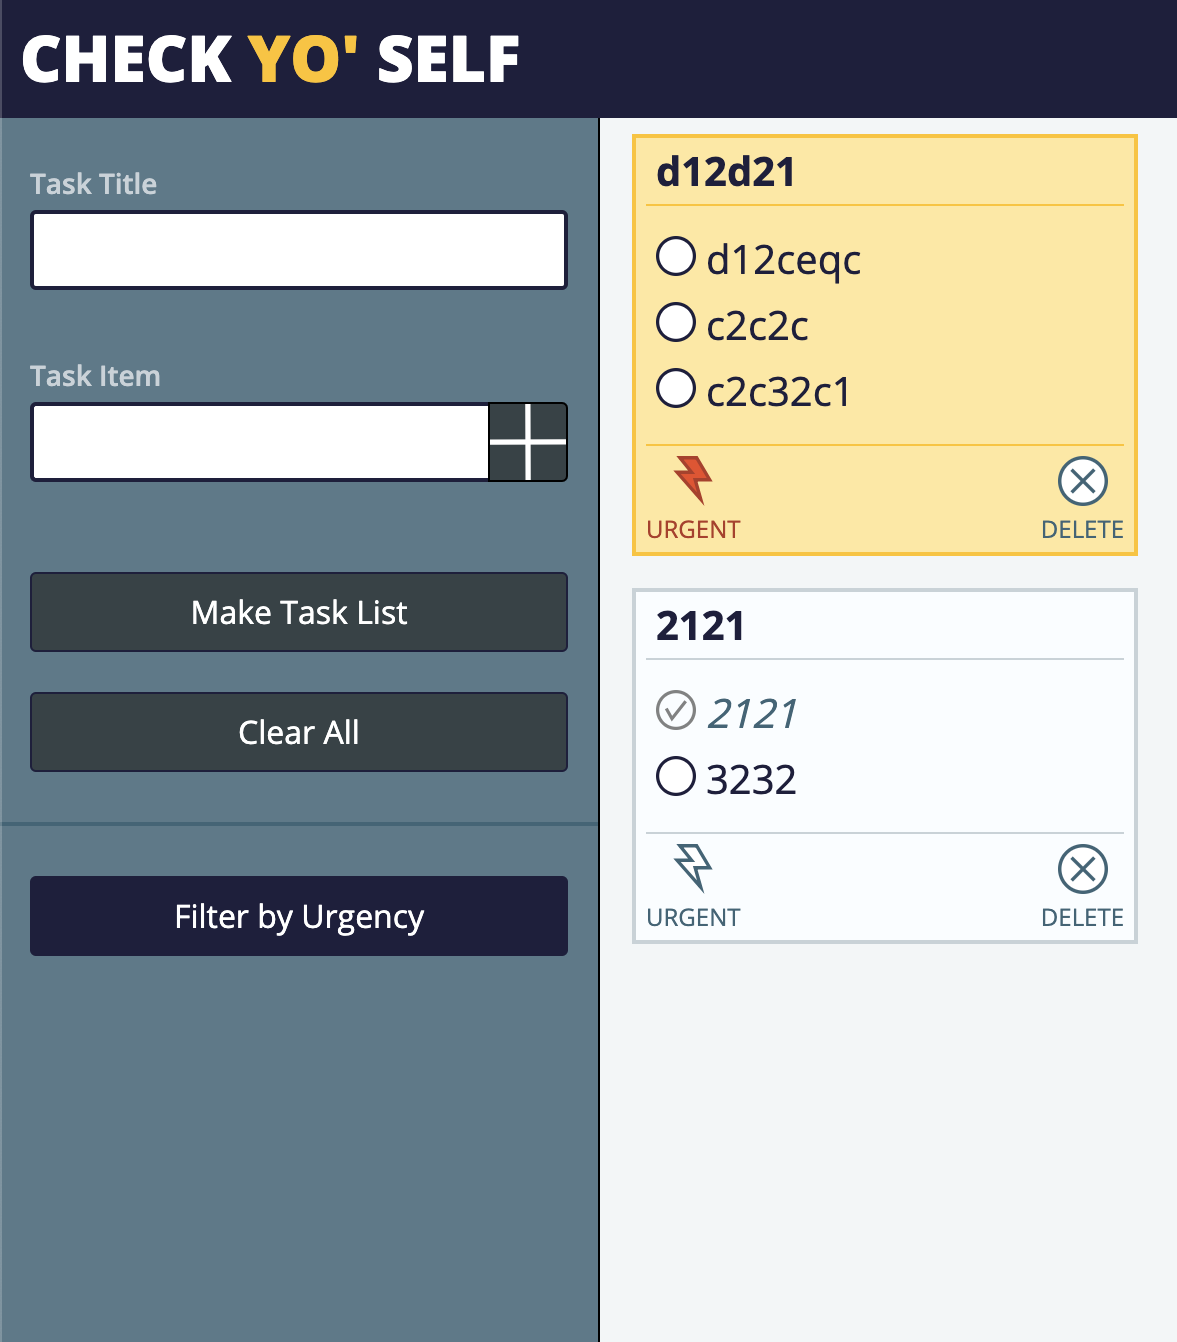 CHECK YO' SELF
Task Title
Task Item
Make Task List
Clear All
Filter by Urgency
d12d21
d12ceqc
c2c2c
c2c32c1
URGENT DELETE
2121
2121
3232
URGENT DELETE